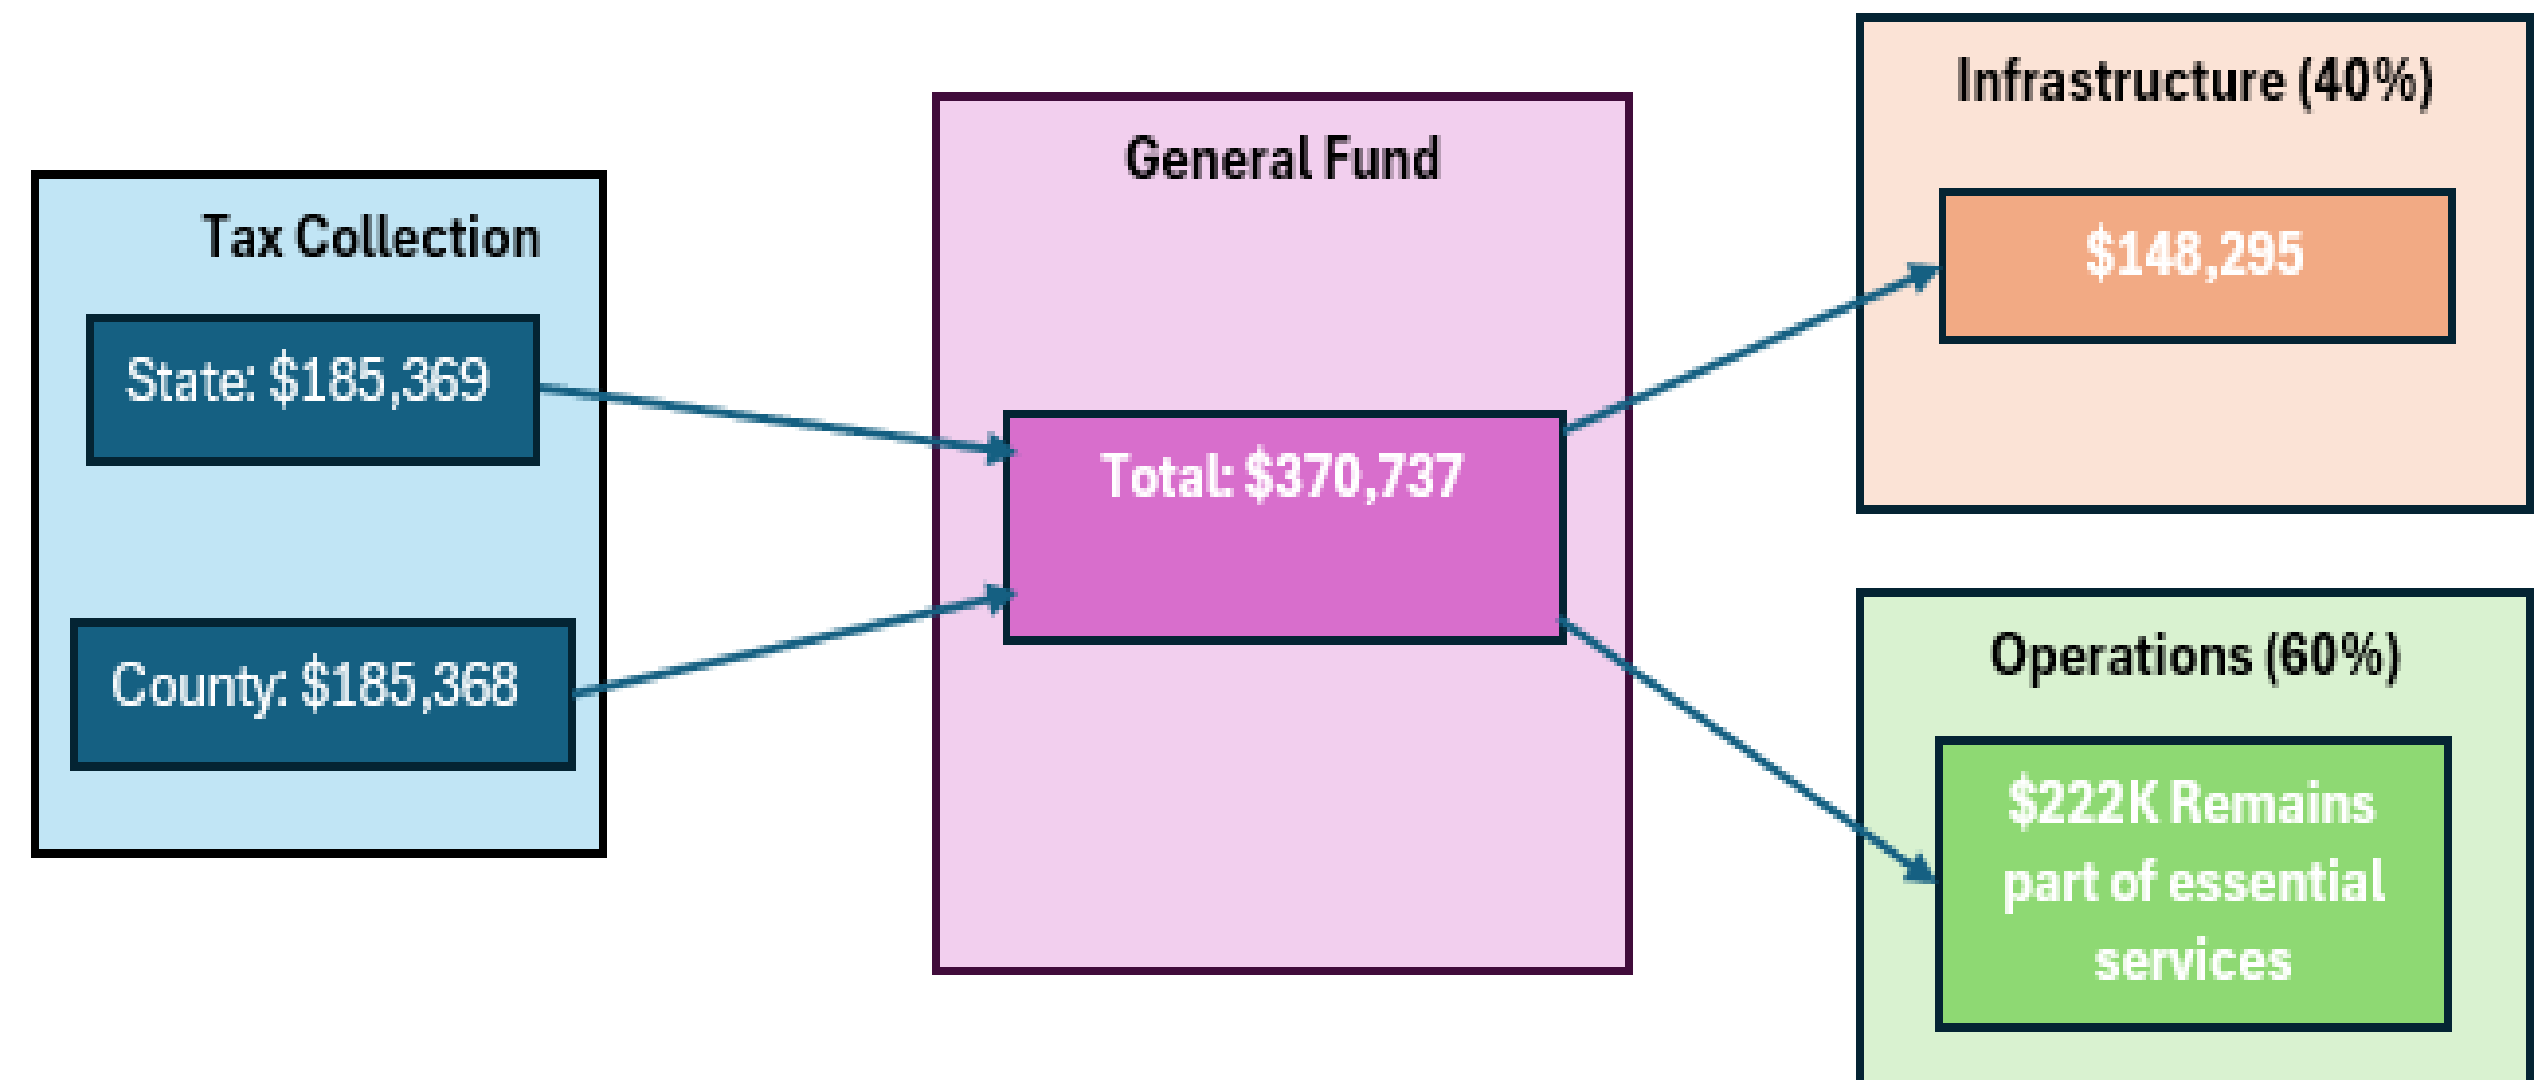 Tax Collection
State: $185,369
County: $185,368
General Fund
Total: $370,737
Infrastructure (40%)
$148,295
Operations (60%)
$222K Remains
part of essential
services